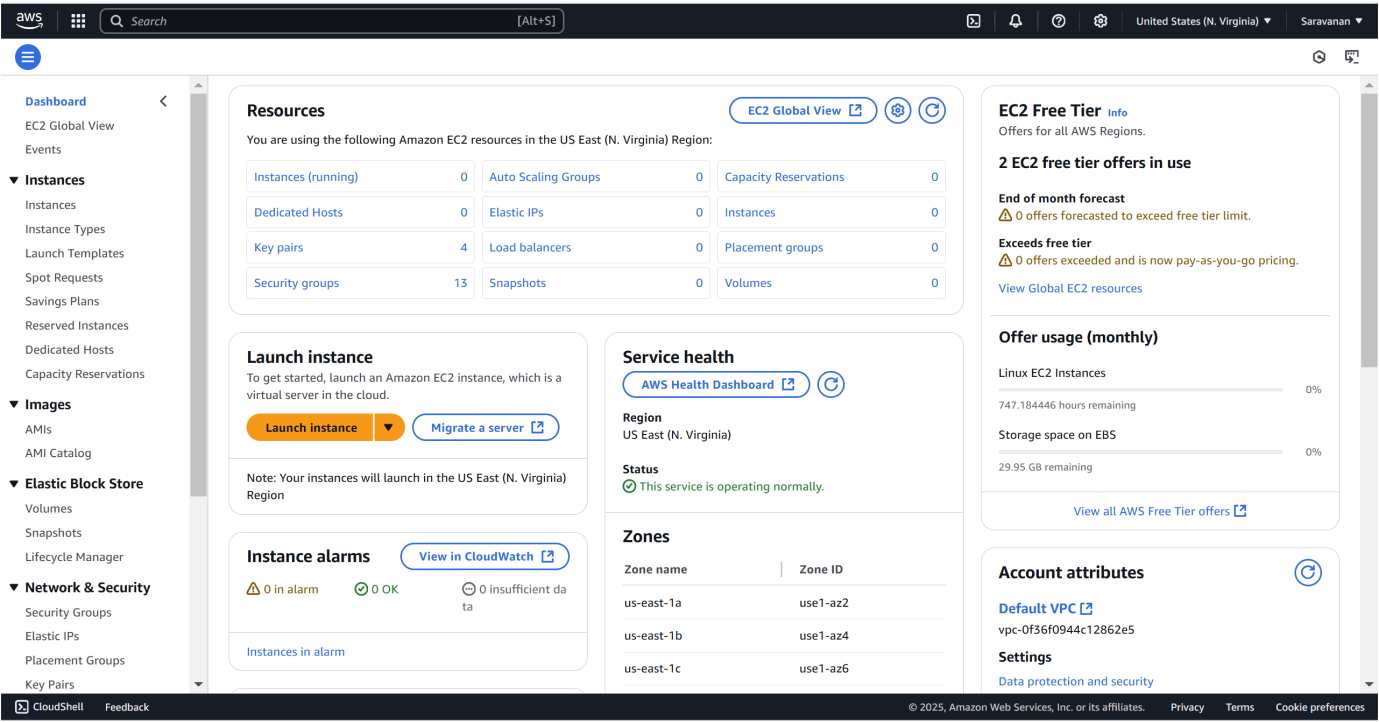 aws
Search [Alt+S]
United States (N. Virginia)
Saravanan
Dashboard
EC2 Global View
Events
Instances
Instances
Instance Types
Launch Templates
Spot Requests
Savings Plans
Reserved Instances
Dedicated Hosts
Capacity Reservations
Images
AMIs
AMI Catalog
Elastic Block Store
Volumes
Snapshots
Lifecycle Manager
Network & Security
Security Groups
Elastic IPs
Placement Groups
Key Pairs
Resources
EC2 Global View
You are using the following Amazon EC2 resources in the US East (N. Virginia) Region:
Instances (running) 0
Auto Scaling Groups 0
Capacity Reservations 0
Dedicated Hosts 0
Elastic IPs 0
Instances 0
Key pairs 4
Load balancers 0
Placement groups 0
Security groups 13
Snapshots 0
Volumes 0
Launch instance
To get started, launch an Amazon EC2 instance, which is a
virtual server in the cloud.
Launch instance
Migrate a server
Note: Your instances will launch in the US East (N. Virginia)
Region
Instance alarms
View in CloudWatch
0 in alarm
0 OK
0 insufficient da
ta
Instances in alarm
Service health
AWS Health Dashboard
Region
US East (N. Virginia)
Status
This service is operating normally.
Zones
Zone name Zone ID
us-east-1a use1-az2
us-east-1b use1-az4
us-east-1c use1-az6
EC2 Free Tier Info
Offers for all AWS Regions.
2 EC2 free tier offers in use
End of month forecast
0 offers forecasted to exceed free tier limit.
Exceeds free tier
0 offers exceeded and is now pay-as-you-go pricing.
View Global EC2 resources
Offer usage (monthly)
Linux EC2 Instances
0%
747.184446 hours remaining
Storage space on EBS
0%
29.95 GB remaining
View all AWS Free Tier offers
Account attributes
Default VPC
vpc-0f36f0944c12862e5
Settings
Data protection and security
CloudShell
Feedback
© 2025, Amazon Web Services, Inc. or its affiliates.
Privacy
Terms
Cookie preferences